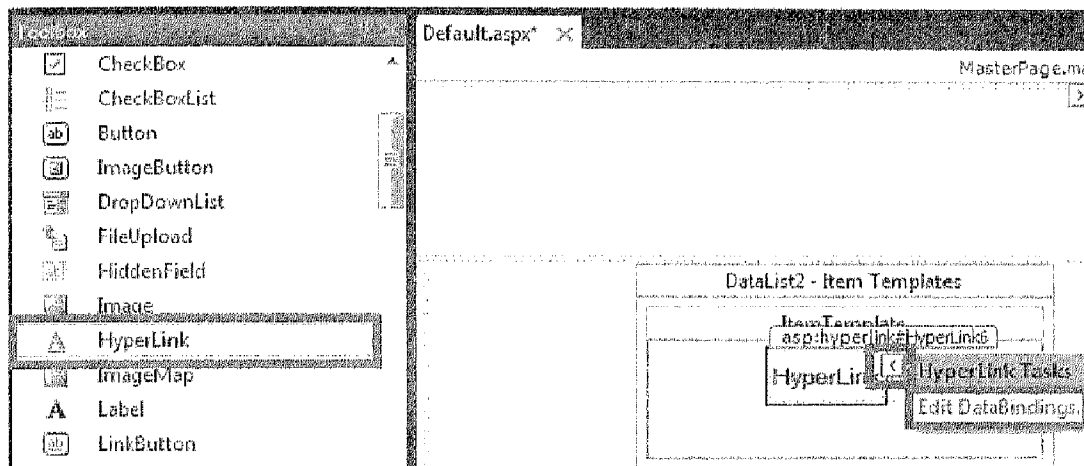 Toolbox
CheckBox
CheckBoxList
Button
ImageButton
DropDownList
FileUpload
HiddenField
Image
HyperLink
ImageMap
Label
LinkButton
Default.aspx*
MasterPage.ma
DataList2 - Item Templates
ItemTemplate
asp:hyperlink#HyperLink6
HyperLin
HyperLink Tasks
Edit DataBindings.